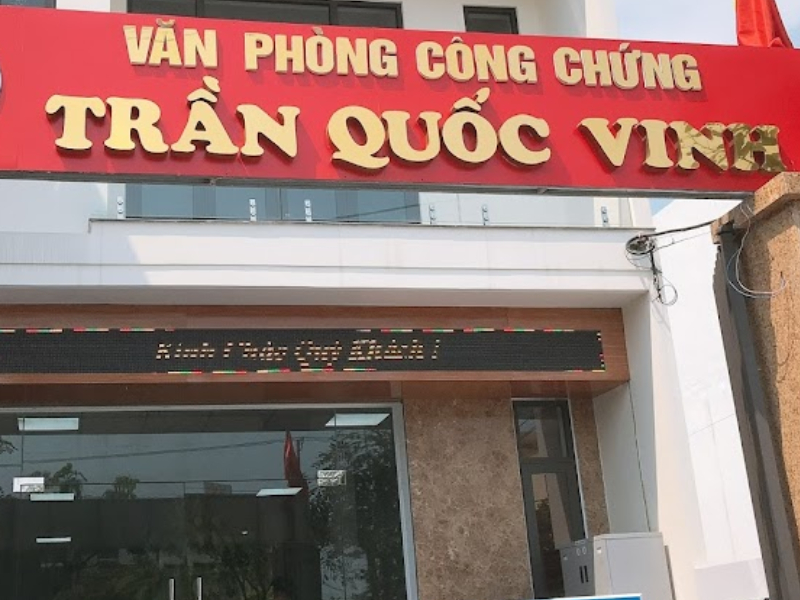 VĂN PHÒNG CÔNG CHỨNG
TRẦN QUỐC VINH
Kính Chào Quý Khách !